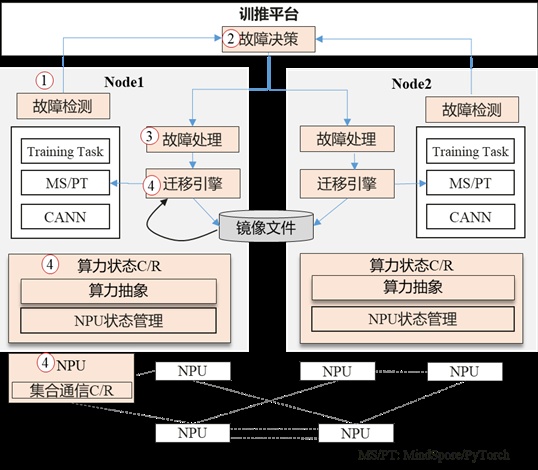 训推平台
② 故障决策
①
Node1
故障检测
Training Task
MS/PT
CANN
③ 故障处理
④ 迁移引擎
镜像文件
④ 算力状态C/R
算力抽象
NPU状态管理
Node2
故障处理
迁移引擎
故障检测
Training Task
MS/PT
CANN
算力状态C/R
算力抽象
NPU状态管理
④ NPU
集合通信C/R
NPU
NPU
NPU
NPU
NPU
MS/PT: MindSpore/PyTorch